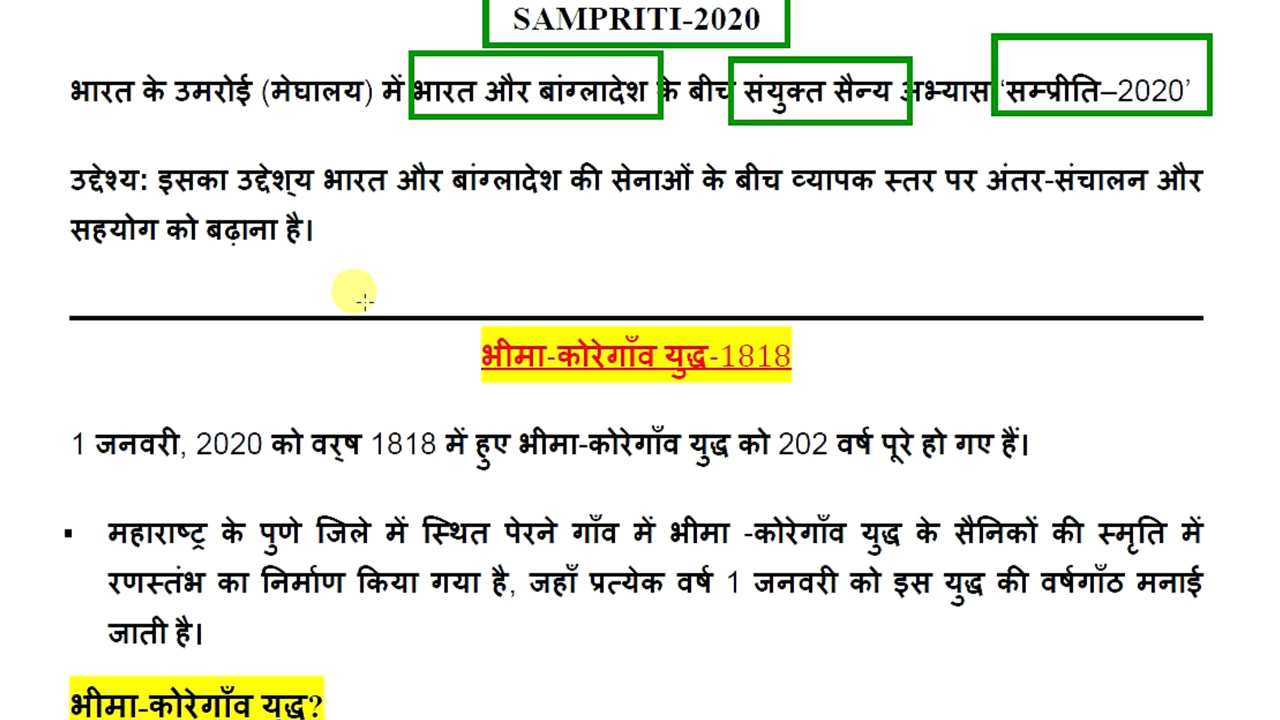 SAMPRITI-2020
भारत के उमरोई (मेघालय) में भारत और बांग्लादेश के बीच संयुक्त सैन्य अभ्यास ‘सम्प्रीति–2020’
उद्देश्य: इसका उद्देश्य भारत और बांग्लादेश की सेनाओं के बीच व्यापक स्तर पर अंतर-संचालन और
सहयोग को बढ़ाना है।
भीमा-कोरेगाँव युद्ध-1818
1 जनवरी, 2020 को वर्ष 1818 में हुए भीमा-कोरेगाँव युद्ध को 202 वर्ष पूरे हो गए हैं।
▪ महाराष्ट्र के पुणे जिले में स्थित पेरने गाँव में भीमा -कोरेगाँव युद्ध के सैनिकों की स्मृति में
रणस्तंभ का निर्माण किया गया है, जहाँ प्रत्येक वर्ष 1 जनवरी को इस युद्ध की वर्षगाँठ मनाई
जाती है।
भीमा-कोरेगाँव युद्ध?